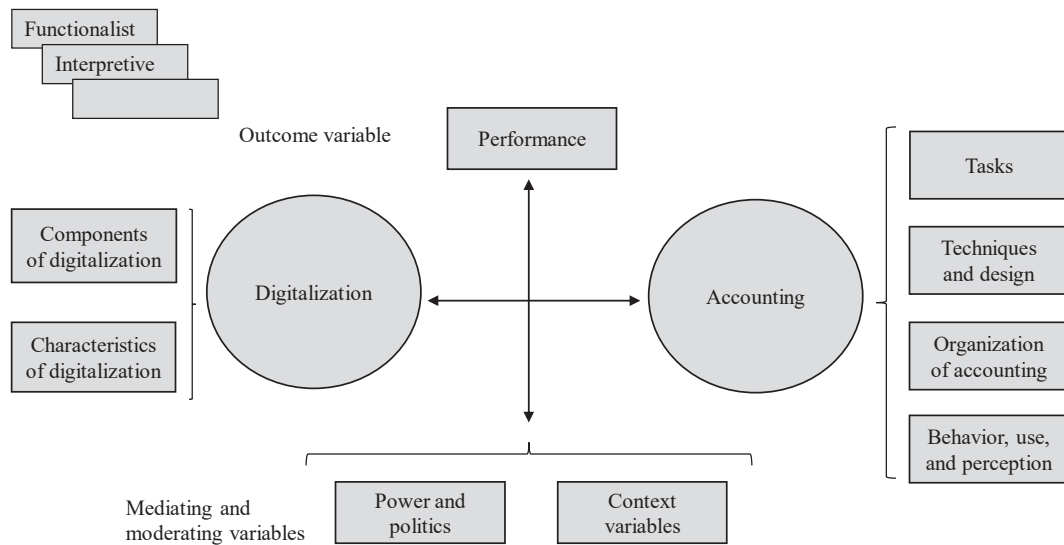 Functionalist
Interpretive
Outcome variable
Performance
Tasks
Components
of digitalization
Digitalization
Accounting
Techniques
and design
Characteristics
of digitalization
Organization
of accounting
Behavior, use,
and perception
Mediating and
moderating variables
Power and
politics
Context
variables